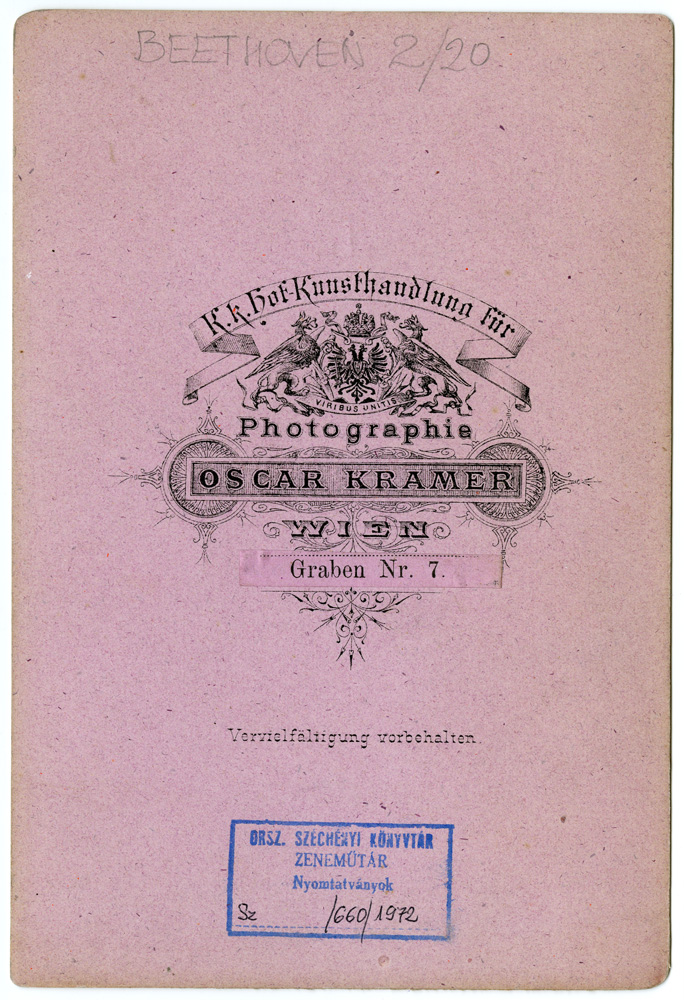 BEETHOVEN 2/20.
K. k. Hof-Kunsthandlung für
VIRIBUS UNITIS
Photographie
OSCAR KRAMER
WIEN
Graben Nr. 7.
Vervielfältigung vorbehalten.
ORSZ. SZÉCHÉNYI KÖNYVTÁR
ZENEMŰTÁR
Nyomtatványok
Sz /660/1972